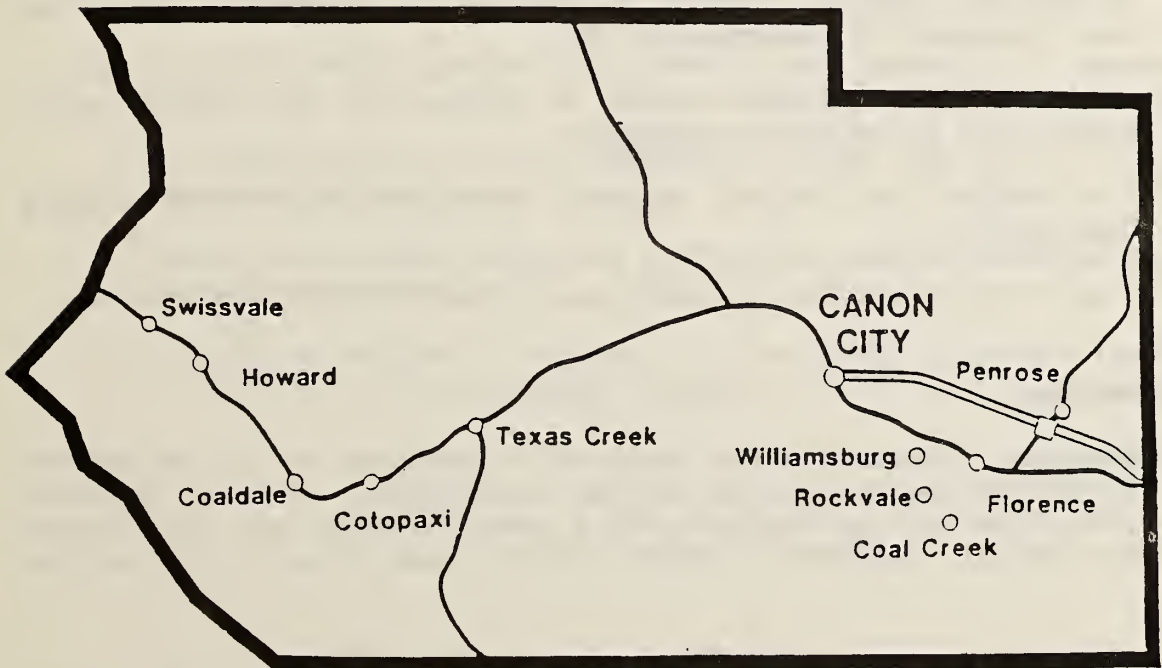 Swissvale
Howard
CANON
CITY
Penrose
Texas Creek
Williamsburg
Coaldale
Rockvale
Florence
Cotopaxi
Coal Creek